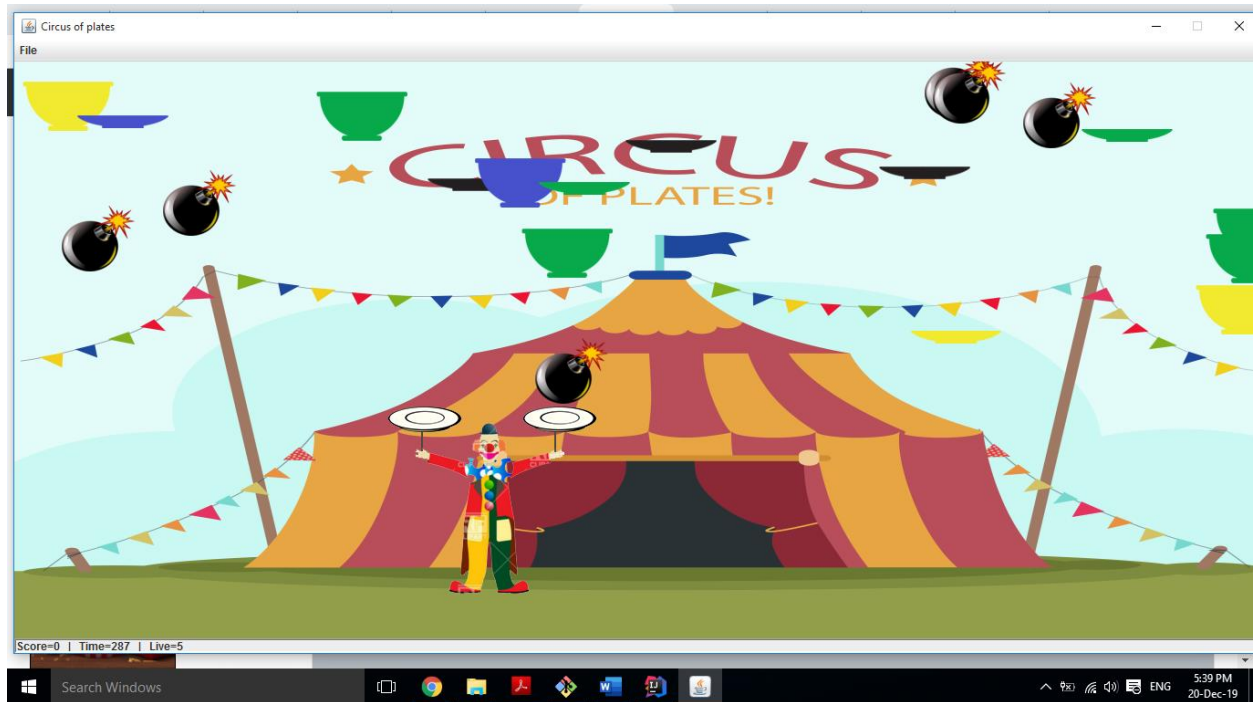 Circus of plates
File
CIRCUS
OF PLATES!
Score=0 | Time=287 | Live=5
Search Windows
ENG
5:39 PM
20-Dec-19